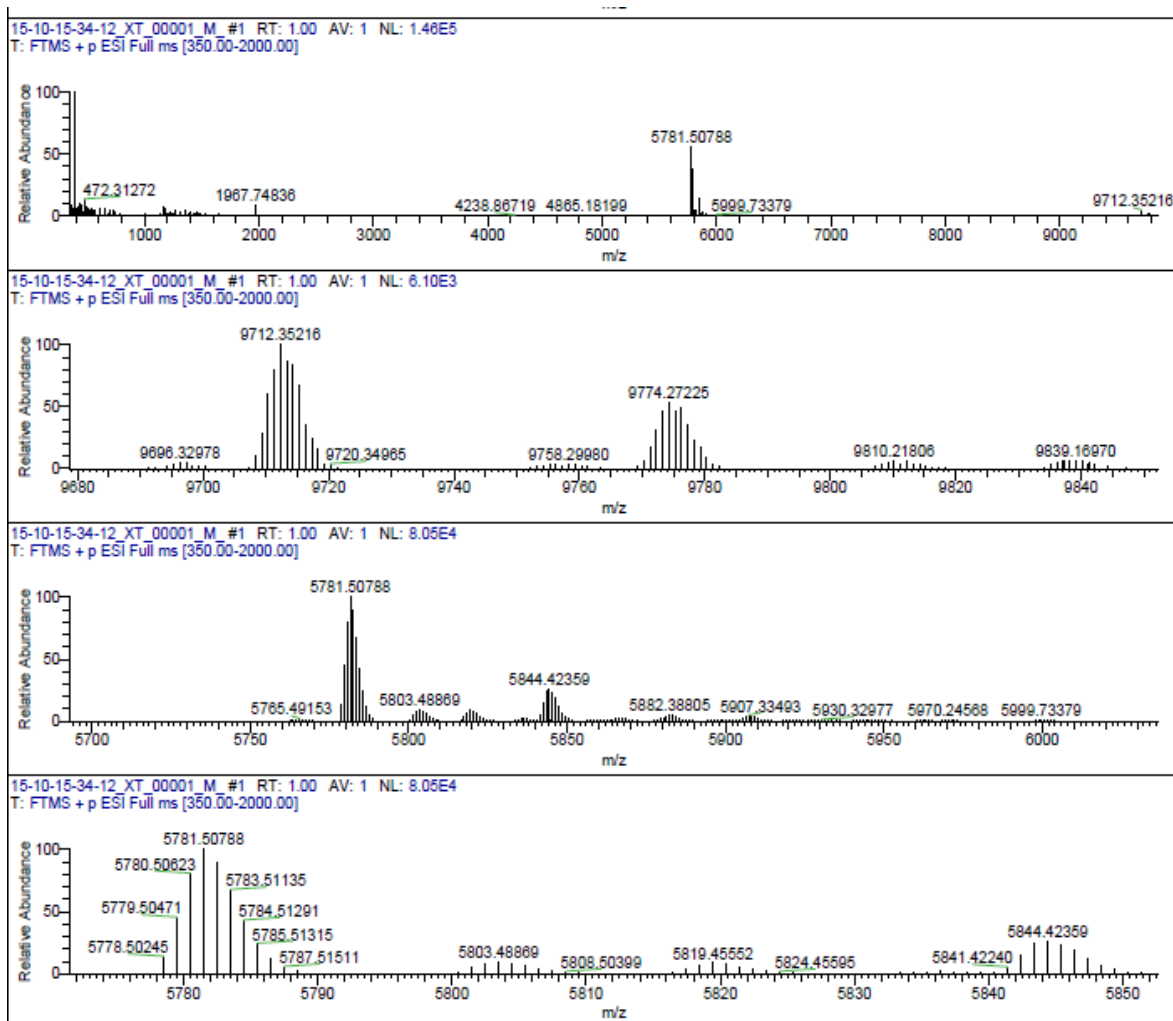 15-10-15-34-12_XT_00001_M_#1 RT: 1.00 AV: 1 NL: 1.46E5
T: FTMS + p ESI Full ms [350.00-2000.00]
Relative Abundance
100
50
0
5781.50788
472.31272
1967.74836
4238.86719
4865.18199
5999.73379
9712.35216
1000 2000 3000 4000 5000 6000 7000 8000 9000
m/z
15-10-15-34-12_XT_00001_M_#1 RT: 1.00 AV: 1 NL: 6.10E3
T: FTMS + p ESI Full ms [350.00-2000.00]
Relative Abundance
100
50
0
9712.35216
9774.27225
9696.32978
9720.34965
9758.29980
9810.21806
9839.16970
9680 9700 9720 9740 9760 9780 9800 9820 9840
m/z
15-10-15-34-12_XT_00001_M_#1 RT: 1.00 AV: 1 NL: 8.05E4
T: FTMS + p ESI Full ms [350.00-2000.00]
Relative Abundance
100
50
0
5781.50788
5844.42359
5765.49153
5803.48869
5882.38805
5907.33493
5930.32977
5970.24568
5999.73379
5700 5750 5800 5850 5900 5950 6000
m/z
15-10-15-34-12_XT_00001_M_#1 RT: 1.00 AV: 1 NL: 8.05E4
T: FTMS + p ESI Full ms [350.00-2000.00]
Relative Abundance
100
50
0
5781.50788
5780.50623
5783.51135
5779.50471
5784.51291
5785.51315
5778.50245
5787.51511
5803.48869
5808.50399
5819.45552
5824.45595
5844.42359
5841.42240
5780 5790 5800 5810 5820 5830 5840 5850
m/z